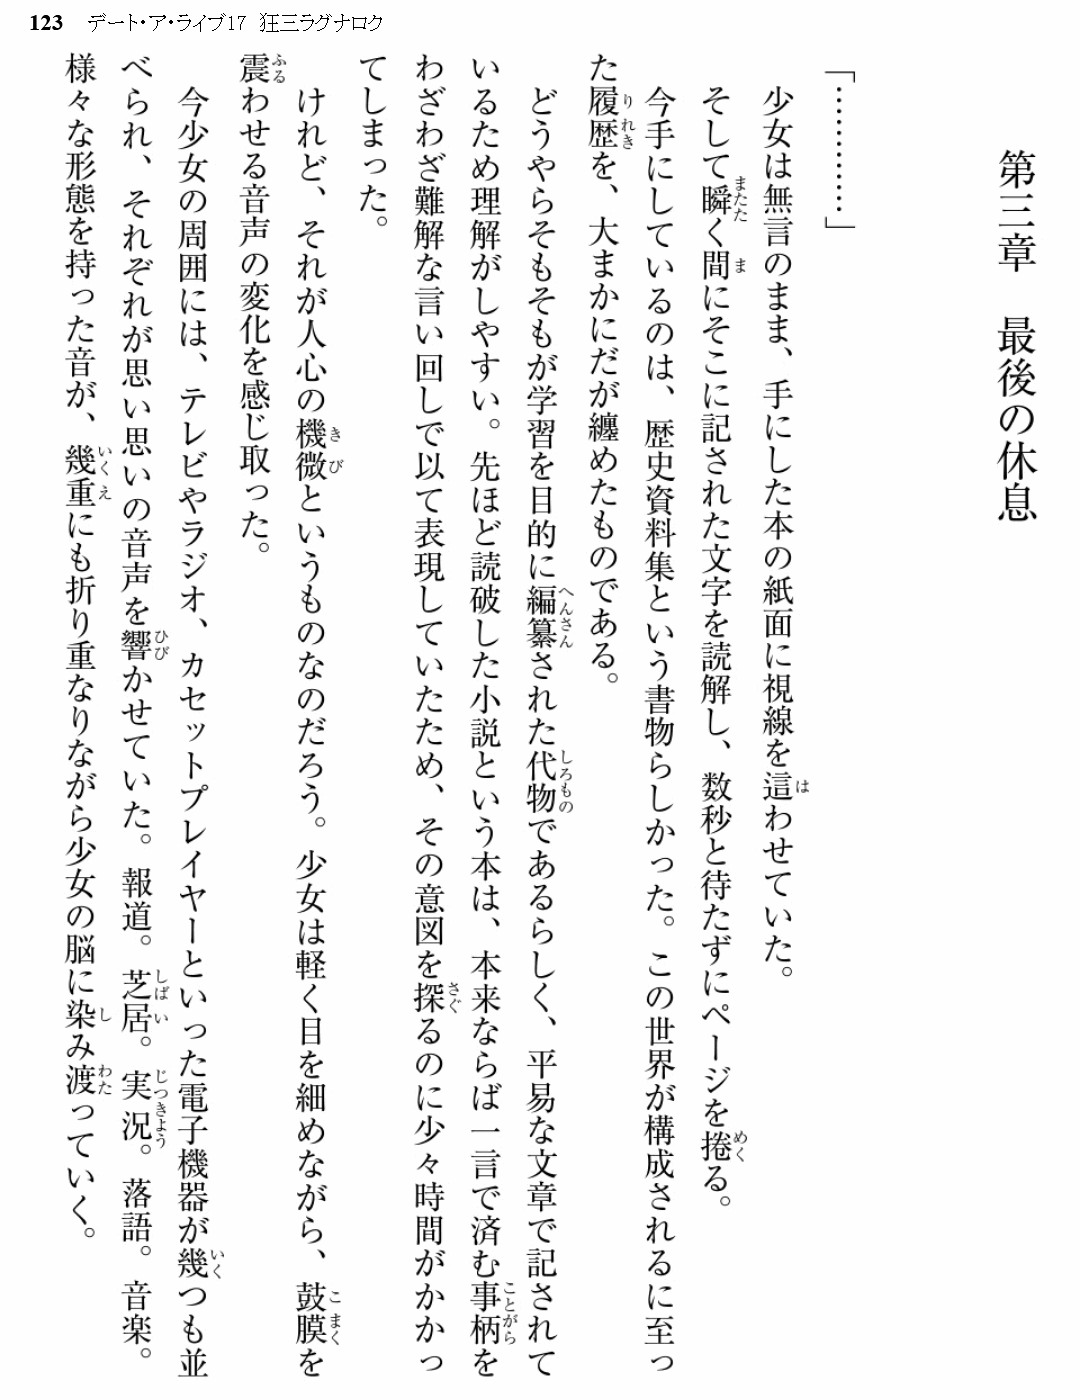 123 デート・ア・ライブ17 狂三ラグナロク
第三章 最後の休息
「…………」
少女は無言のまま、手にした本の紙面に視線を這わせていた。
そして瞬く間にそこに記された文字を読解し、数秒と待たずにページを捲る。
今手にしているのは、歴史資料集という書物らしかった。この世界が構成されるに至っ
た履歴を、大まかにだが纏めたものである。
どうやらそもそもが学習を目的に編纂された代物であるらしく、平易な文章で記されて
いるため理解がしやすい。先ほど読破した小説という本は、本来ならば一言で済む事柄を
わざわざ難解な言い回しで以て表現していたため、その意図を探るのに少々時間がかかっ
てしまった。
けれど、それが人心の機微というものなのだろう。少女は軽く目を細めながら、鼓膜を
震わせる音声の変化を感じ取った。
今少女の周囲には、テレビやラジオ、カセットプレイヤーといった電子機器が幾つも並
べられ、それぞれが思い思いの音声を響かせていた。報道。芝居。実況。落語。音楽。
様々な形態を持った音が、幾重にも折り重なりながら少女の脳に染み渡っていく。